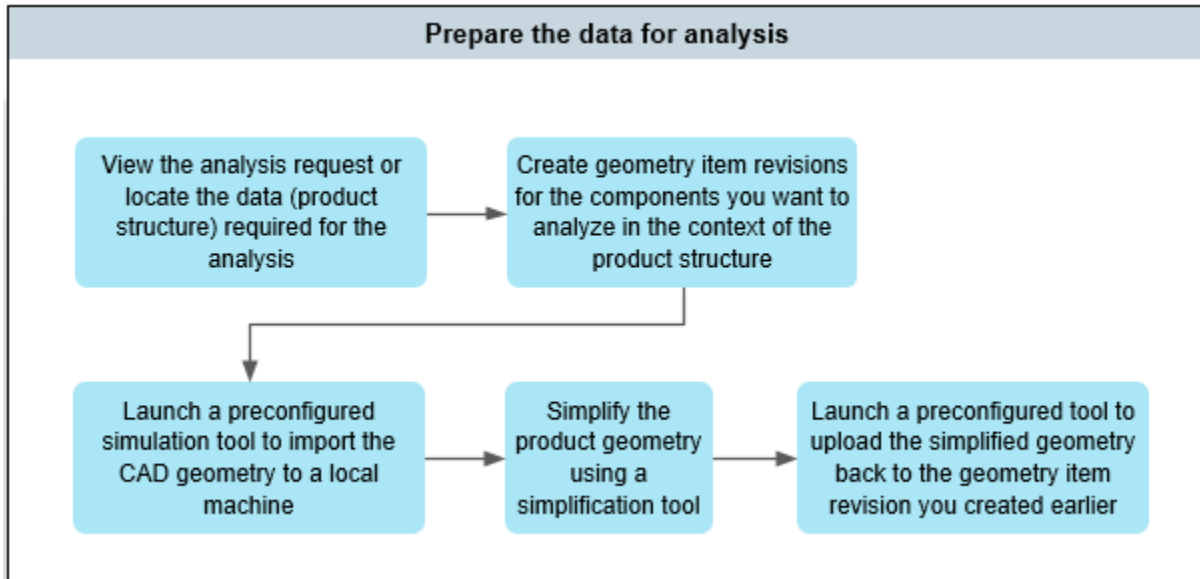 Prepare the data for analysis
View the analysis request or
locate the data (product
structure) required for the
analysis
Create geometry item revisions
for the components you want to
analyze in the context of the
product structure
Launch a preconfigured
simulation tool to import the
CAD geometry to a local
machine
Simplify the
product geometry
using a
simplification tool
Launch a preconfigured tool to
upload the simplified geometry
back to the geometry item
revision you created earlier